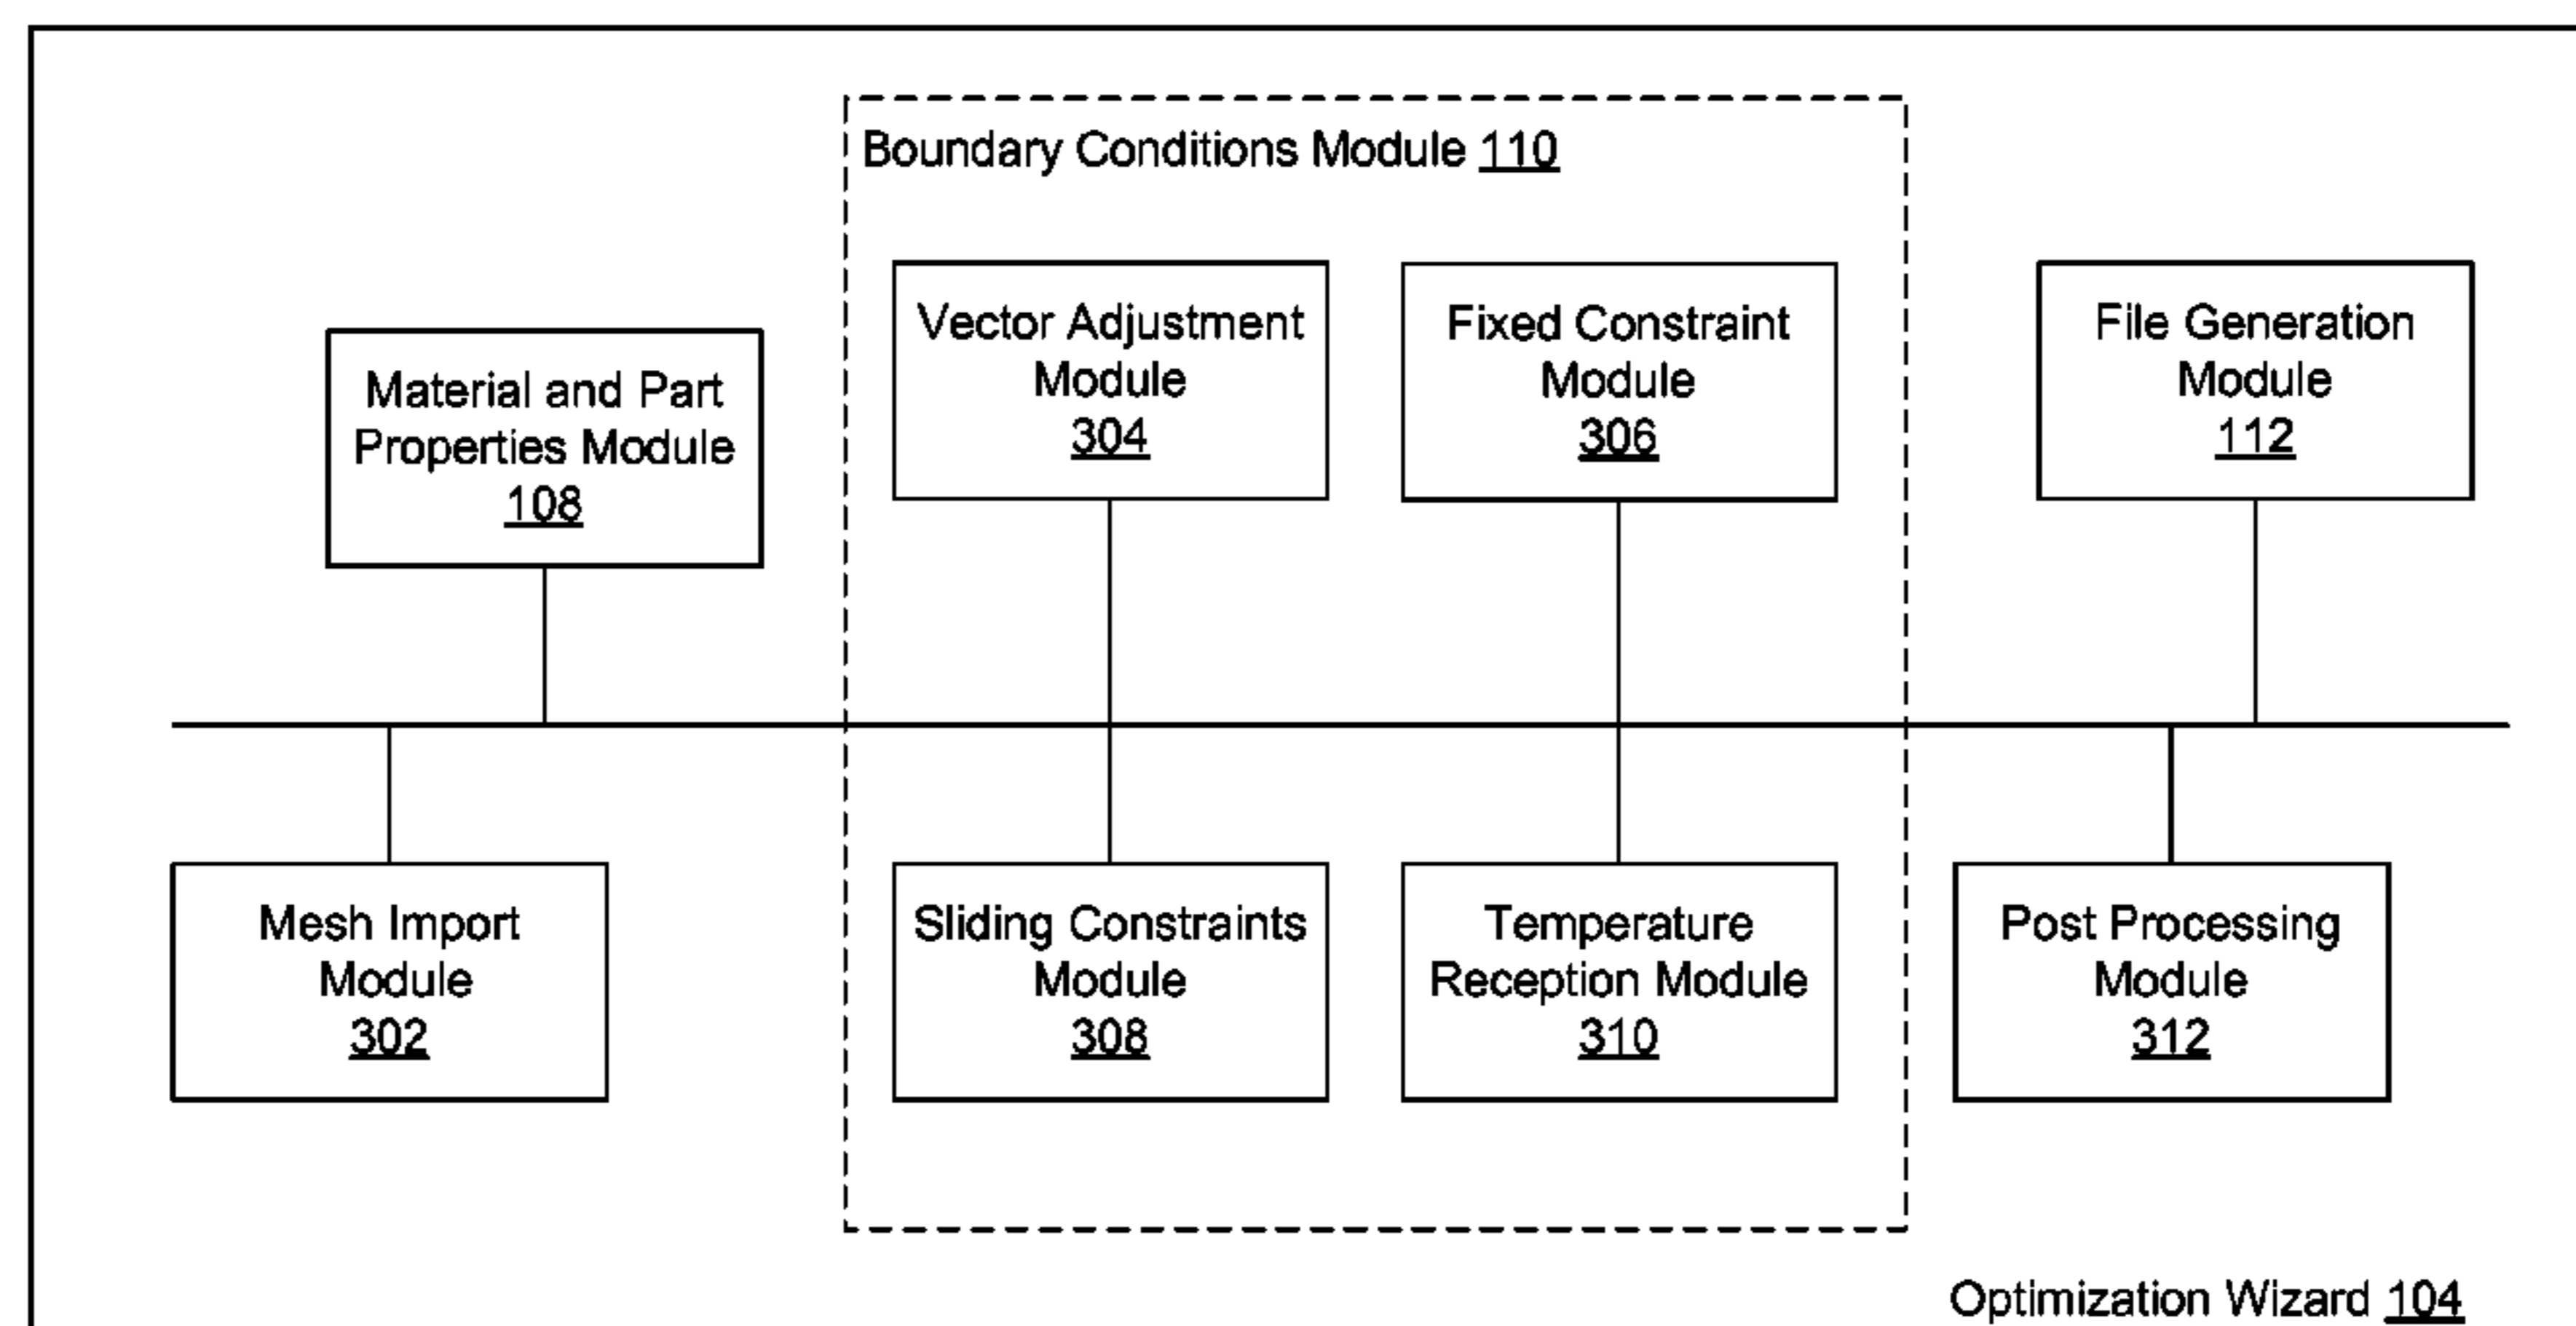 Boundary Conditions Module 110
Material and Part
Properties Module
108
Vector Adjustment
Module
304
Fixed Constraint
Module
306
File Generation
Module
112
Mesh Import
Module
302
Sliding Constraints
Module
308
Temperature
Reception Module
310
Post Processing
Module
312
Optimization Wizard 104